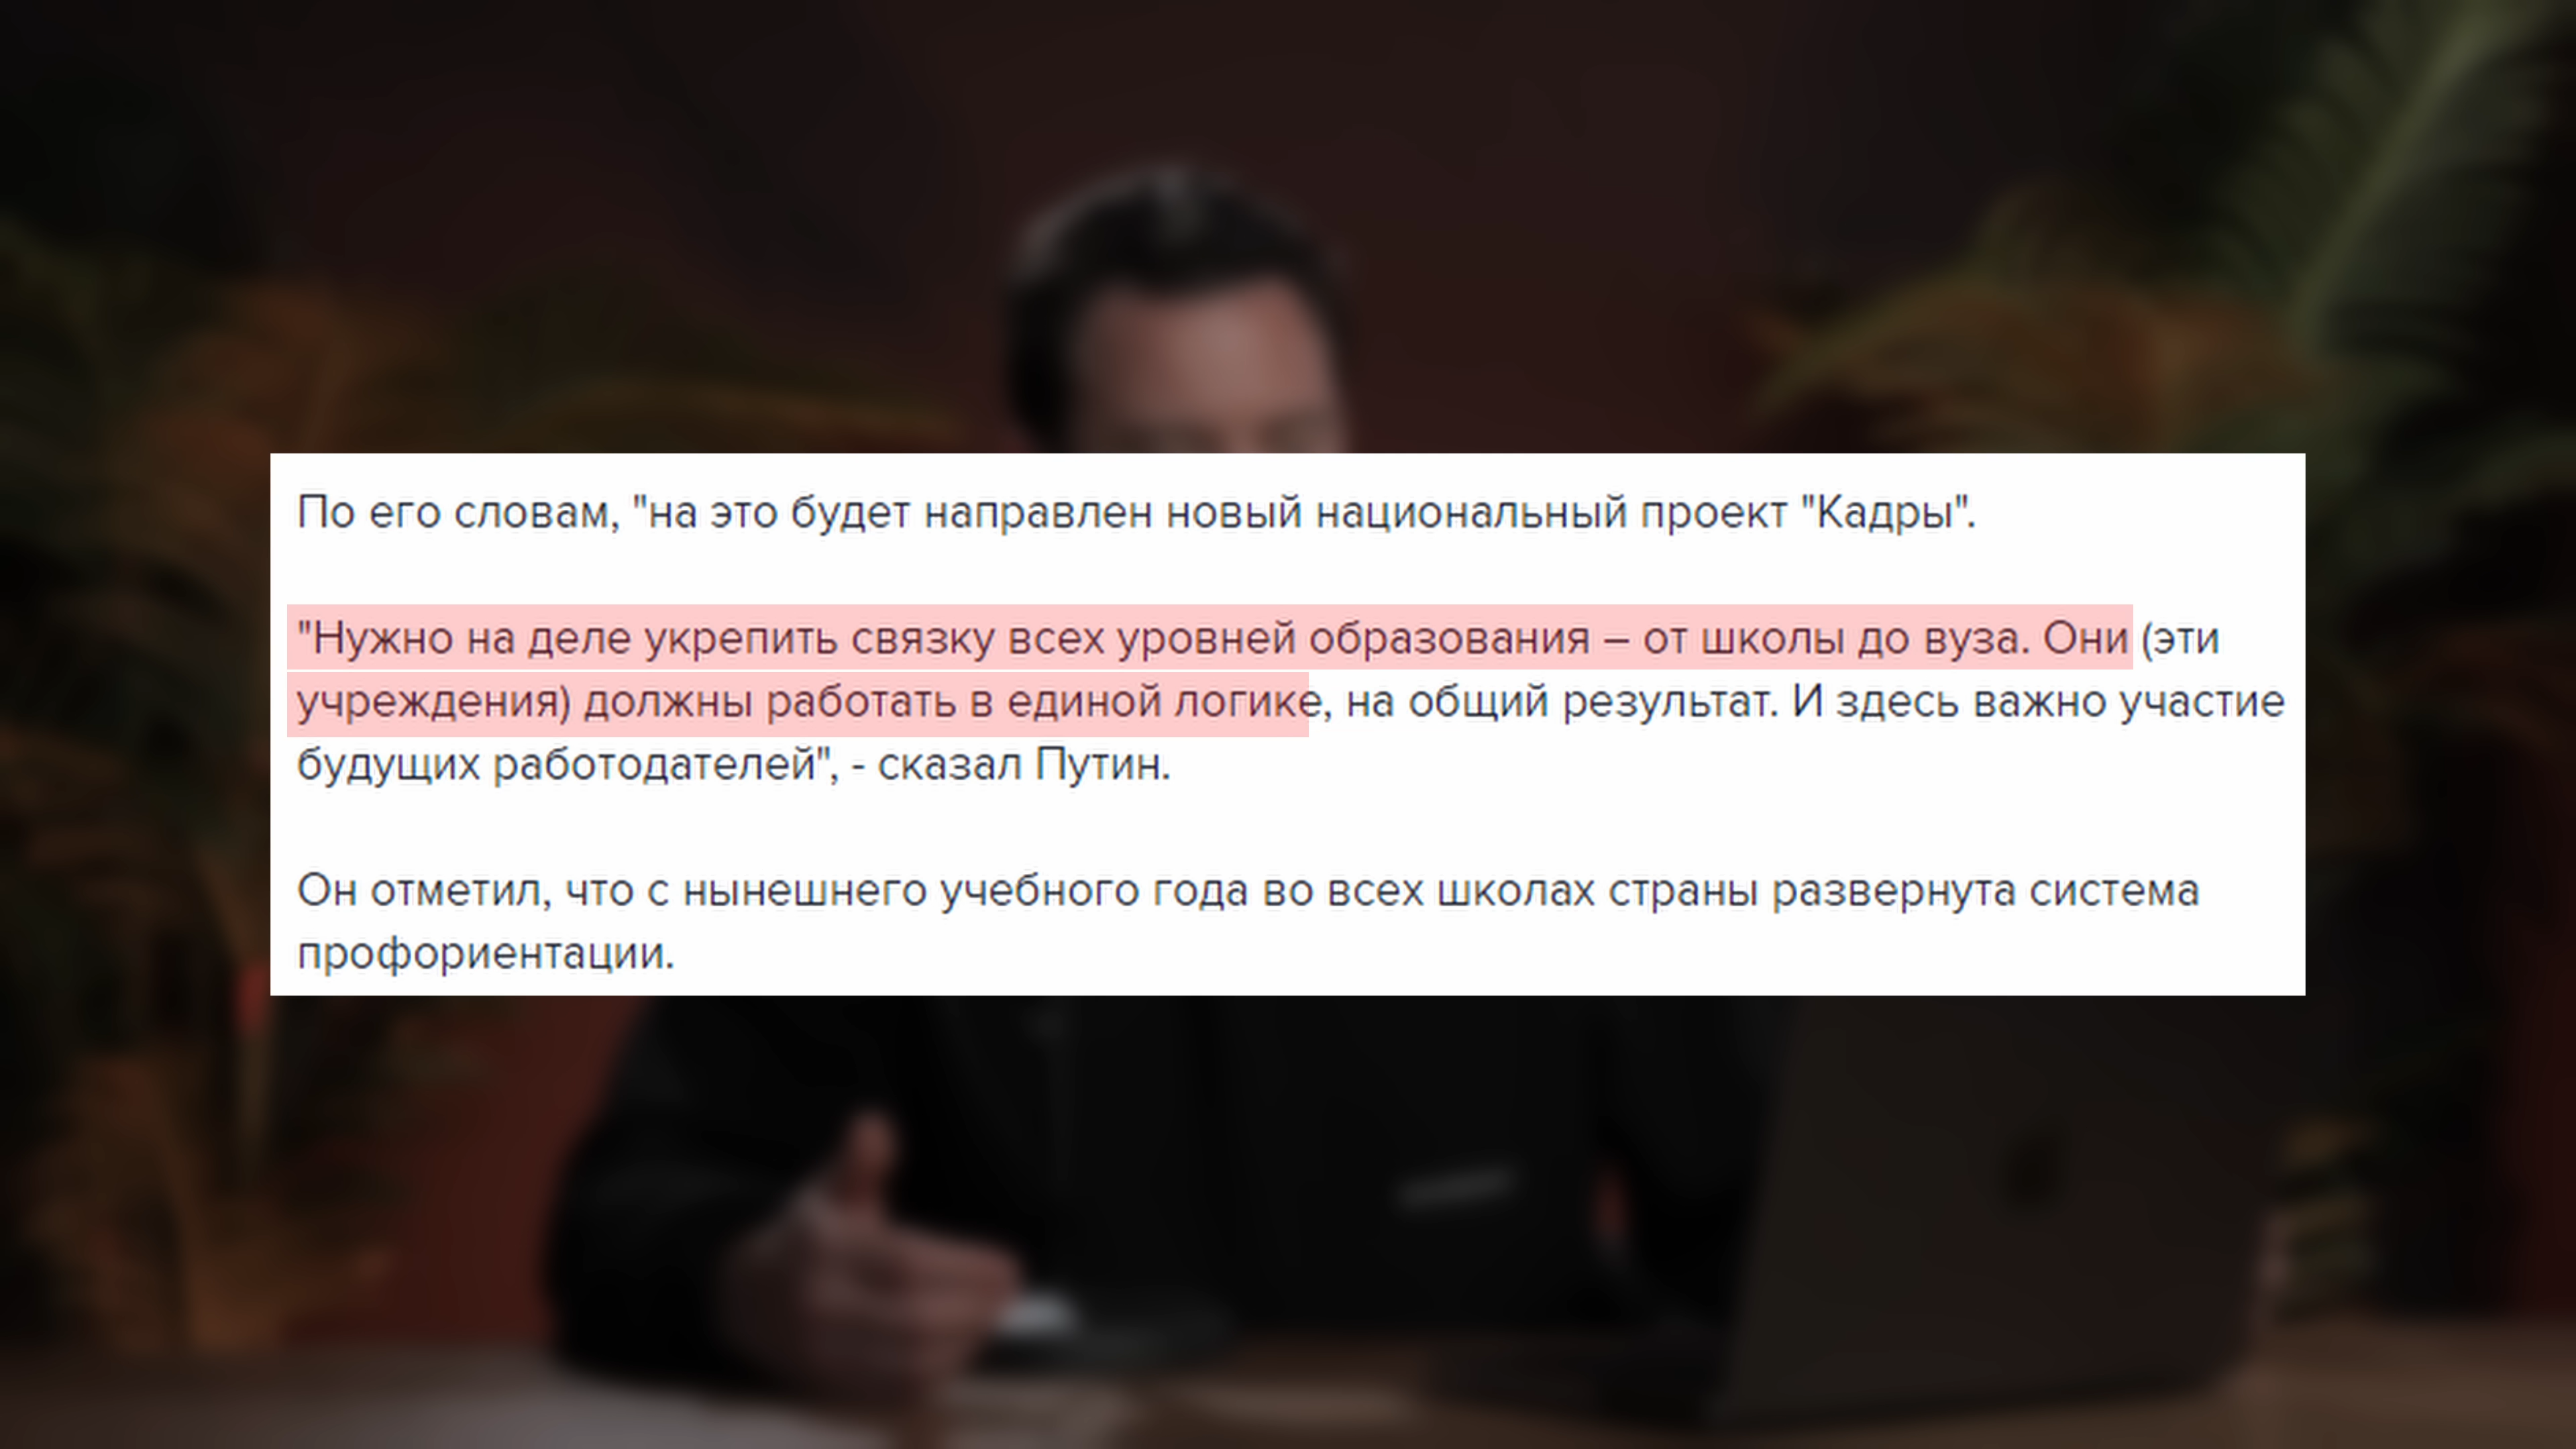 По его словам, "на это будет направлен новый национальный проект "Кадры".
"Нужно на деле укрепить связку всех уровней образования – от школы до вуза. Они (эти
учреждения) должны работать в единой логике, на общий результат. И здесь важно участие
будущих работодателей", - сказал Путин.
Он отметил, что с нынешнего учебного года во всех школах страны развернута система
профориентации.